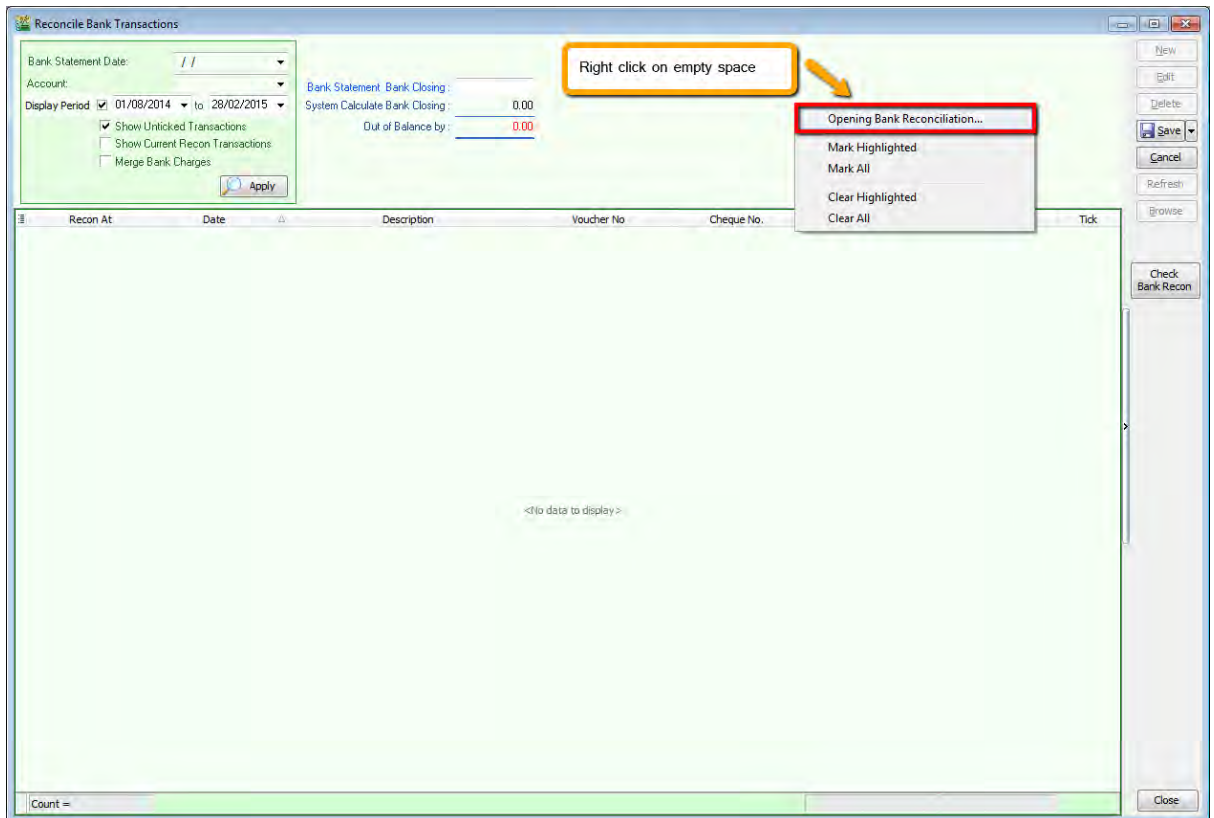 Reconcile Bank Transactions
Bank Statement Date: / /
Account:
Display Period 01/08/2014 to 28/02/2015
Show Unticked Transactions
Show Current Recon Transactions
Merge Bank Charges
Apply
Bank Statement Bank Closing :
System Calculate Bank Closing : 0.00
Out of Balance by : 0.00
Right click on empty space
Opening Bank Reconciliation...
Mark Highlighted
Mark All
Clear Highlighted
Clear All
New
Edit
Delete
Save
Cancel
Refresh
Browse
Check
Bank Recon
Recon At Date Description Voucher No Cheque No. Tick
<No data to display>
Count =
Close